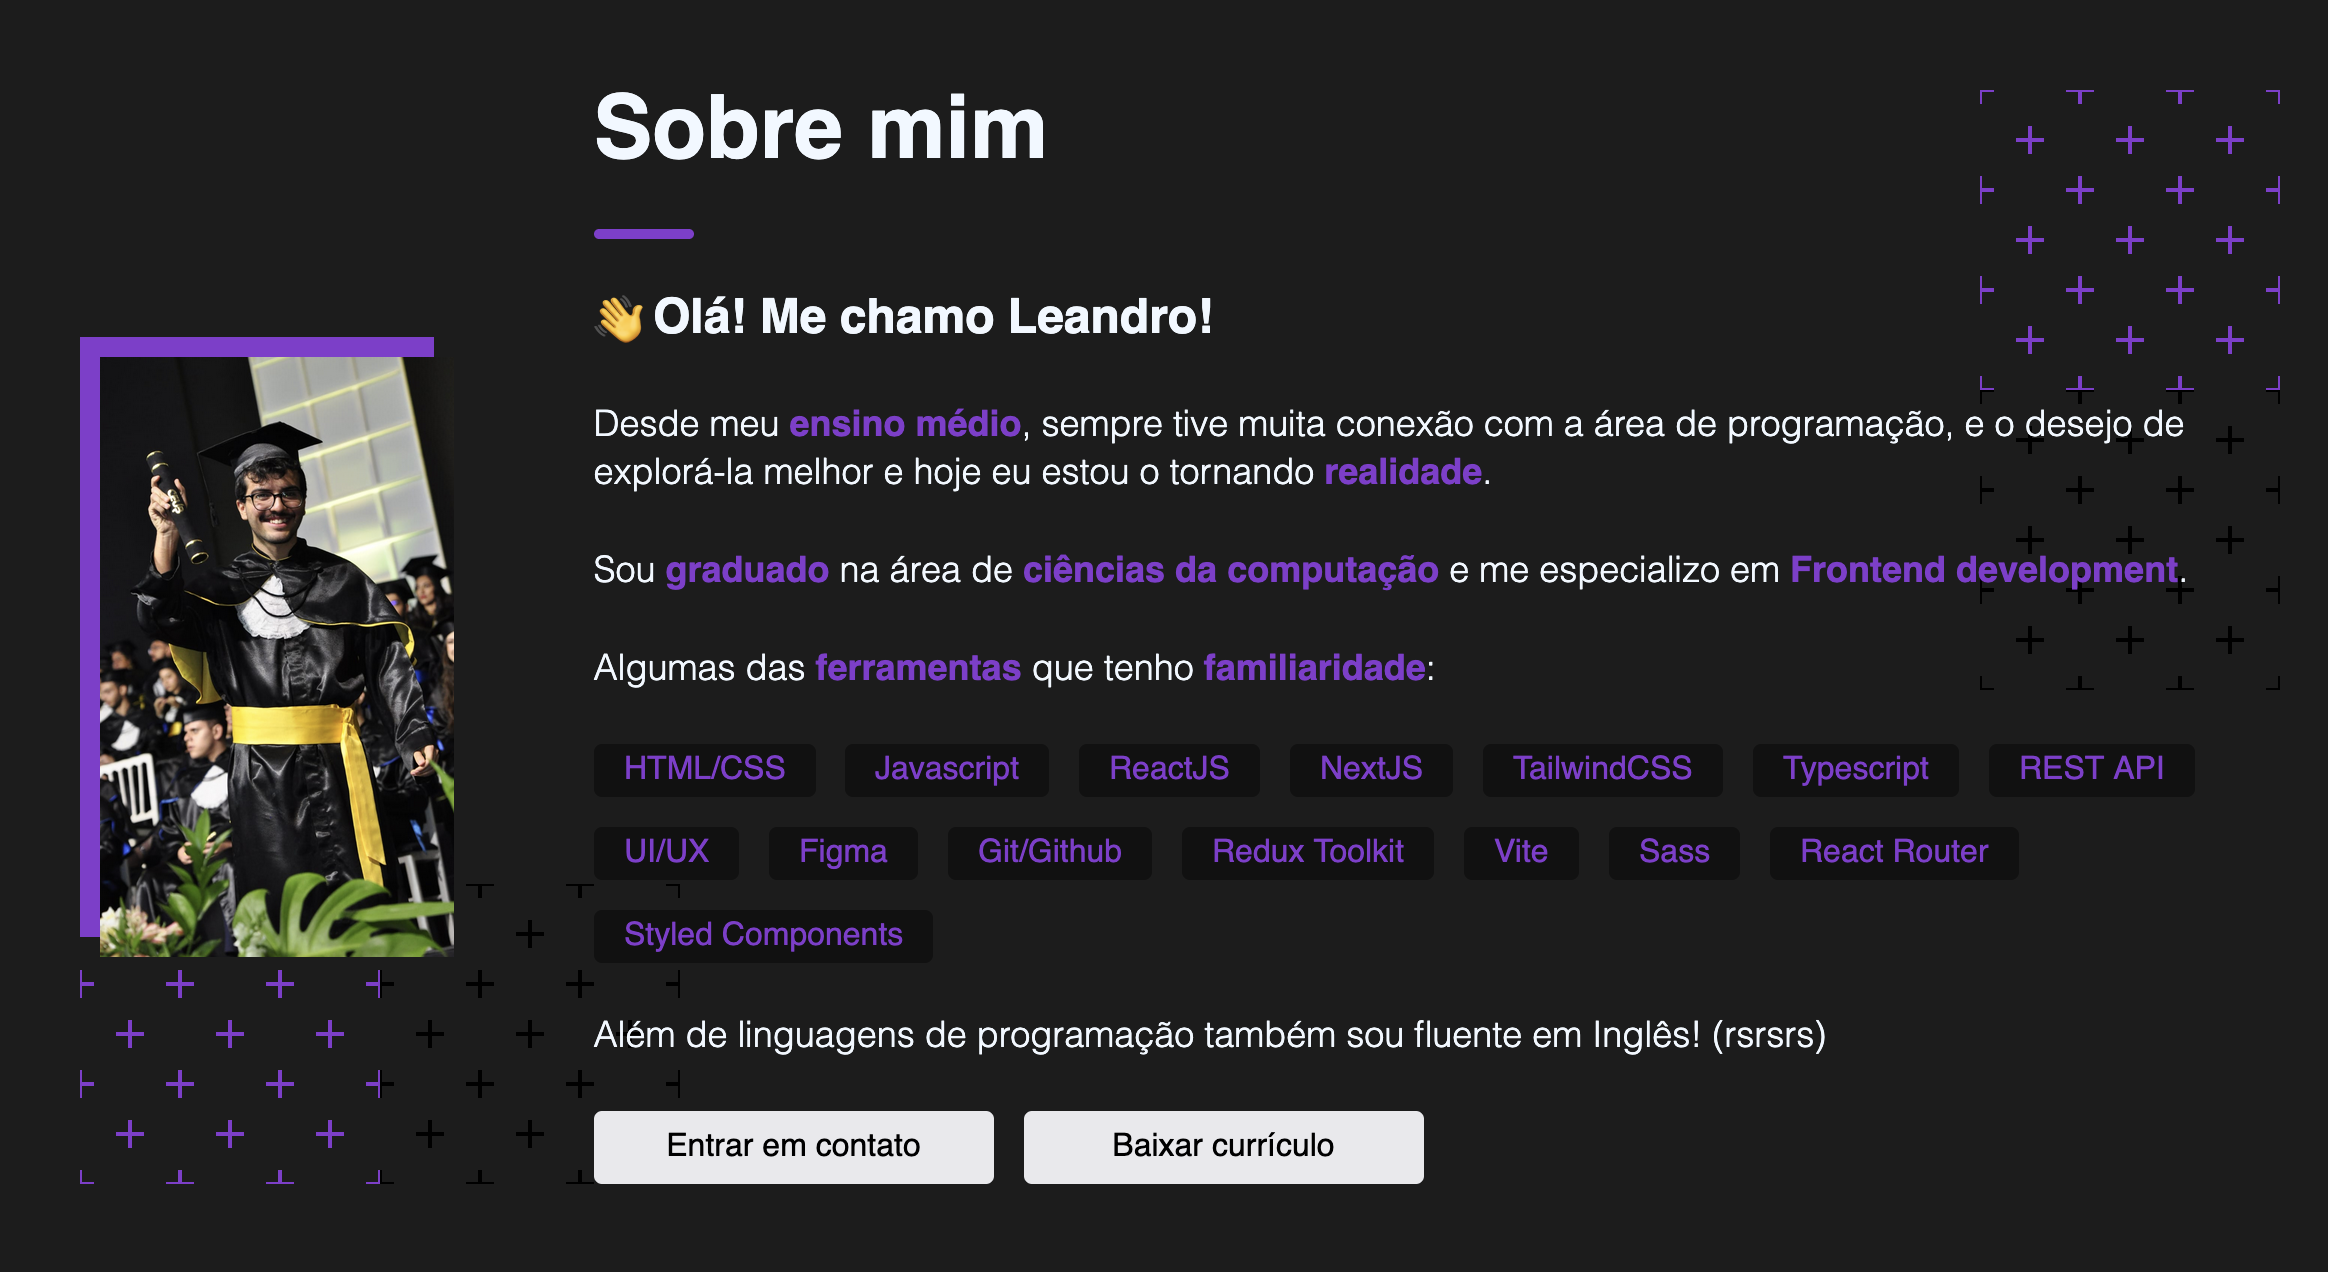 Sobre mim
👋 Olá! Me chamo Leandro!
Desde meu ensino médio, sempre tive muita conexão com a área de programação, e o desejo de
explorá-la melhor e hoje eu estou o tornando realidade.
Sou graduado na área de ciências da computação e me especializo em Frontend development.
Algumas das ferramentas que tenho familiaridade:
HTML/CSS Javascript ReactJS NextJS TailwindCSS Typescript REST API
UI/UX Figma Git/Github Redux Toolkit Vite Sass React Router
Styled Components
Além de linguagens de programação também sou fluente em Inglês! (rsrsrs)
Entrar em contato Baixar currículo